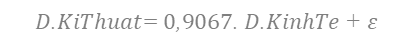 D.KiThuat= 0,9067. D.KinhTe + ε